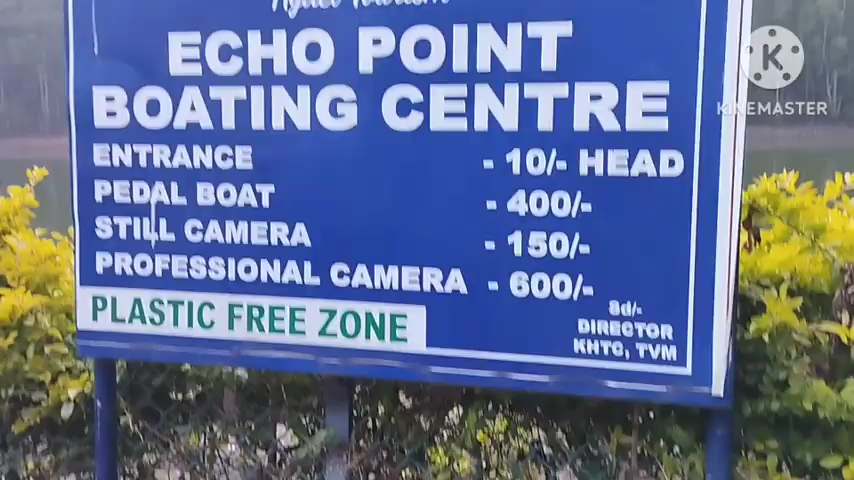 Tourism
ECHO POINT
BOATING CENTRE
ENTRANCE - 10/- HEAD
PEDAL BOAT - 400/-
STILL CAMERA - 150/-
PROFESSIONAL CAMERA - 600/-
PLASTIC FREE ZONE
Sd/-
DIRECTOR
KHTC, TVM
KINEMASTER